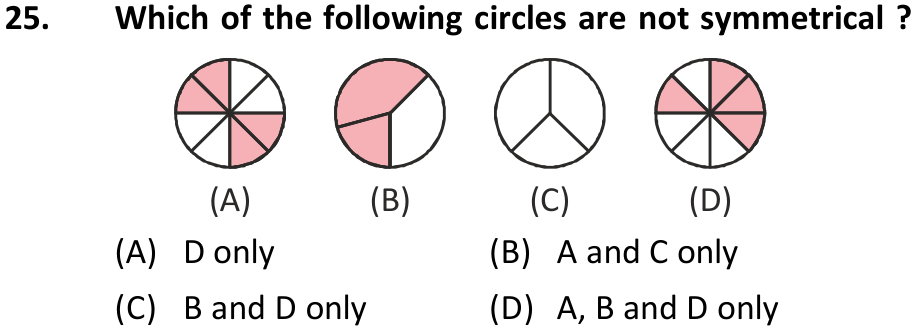 25. Which of the following circles are not symmetrical ?
(A) (B) (C) (D)
(A) D only (B) A and C only
(C) B and D only (D) A, B and D only